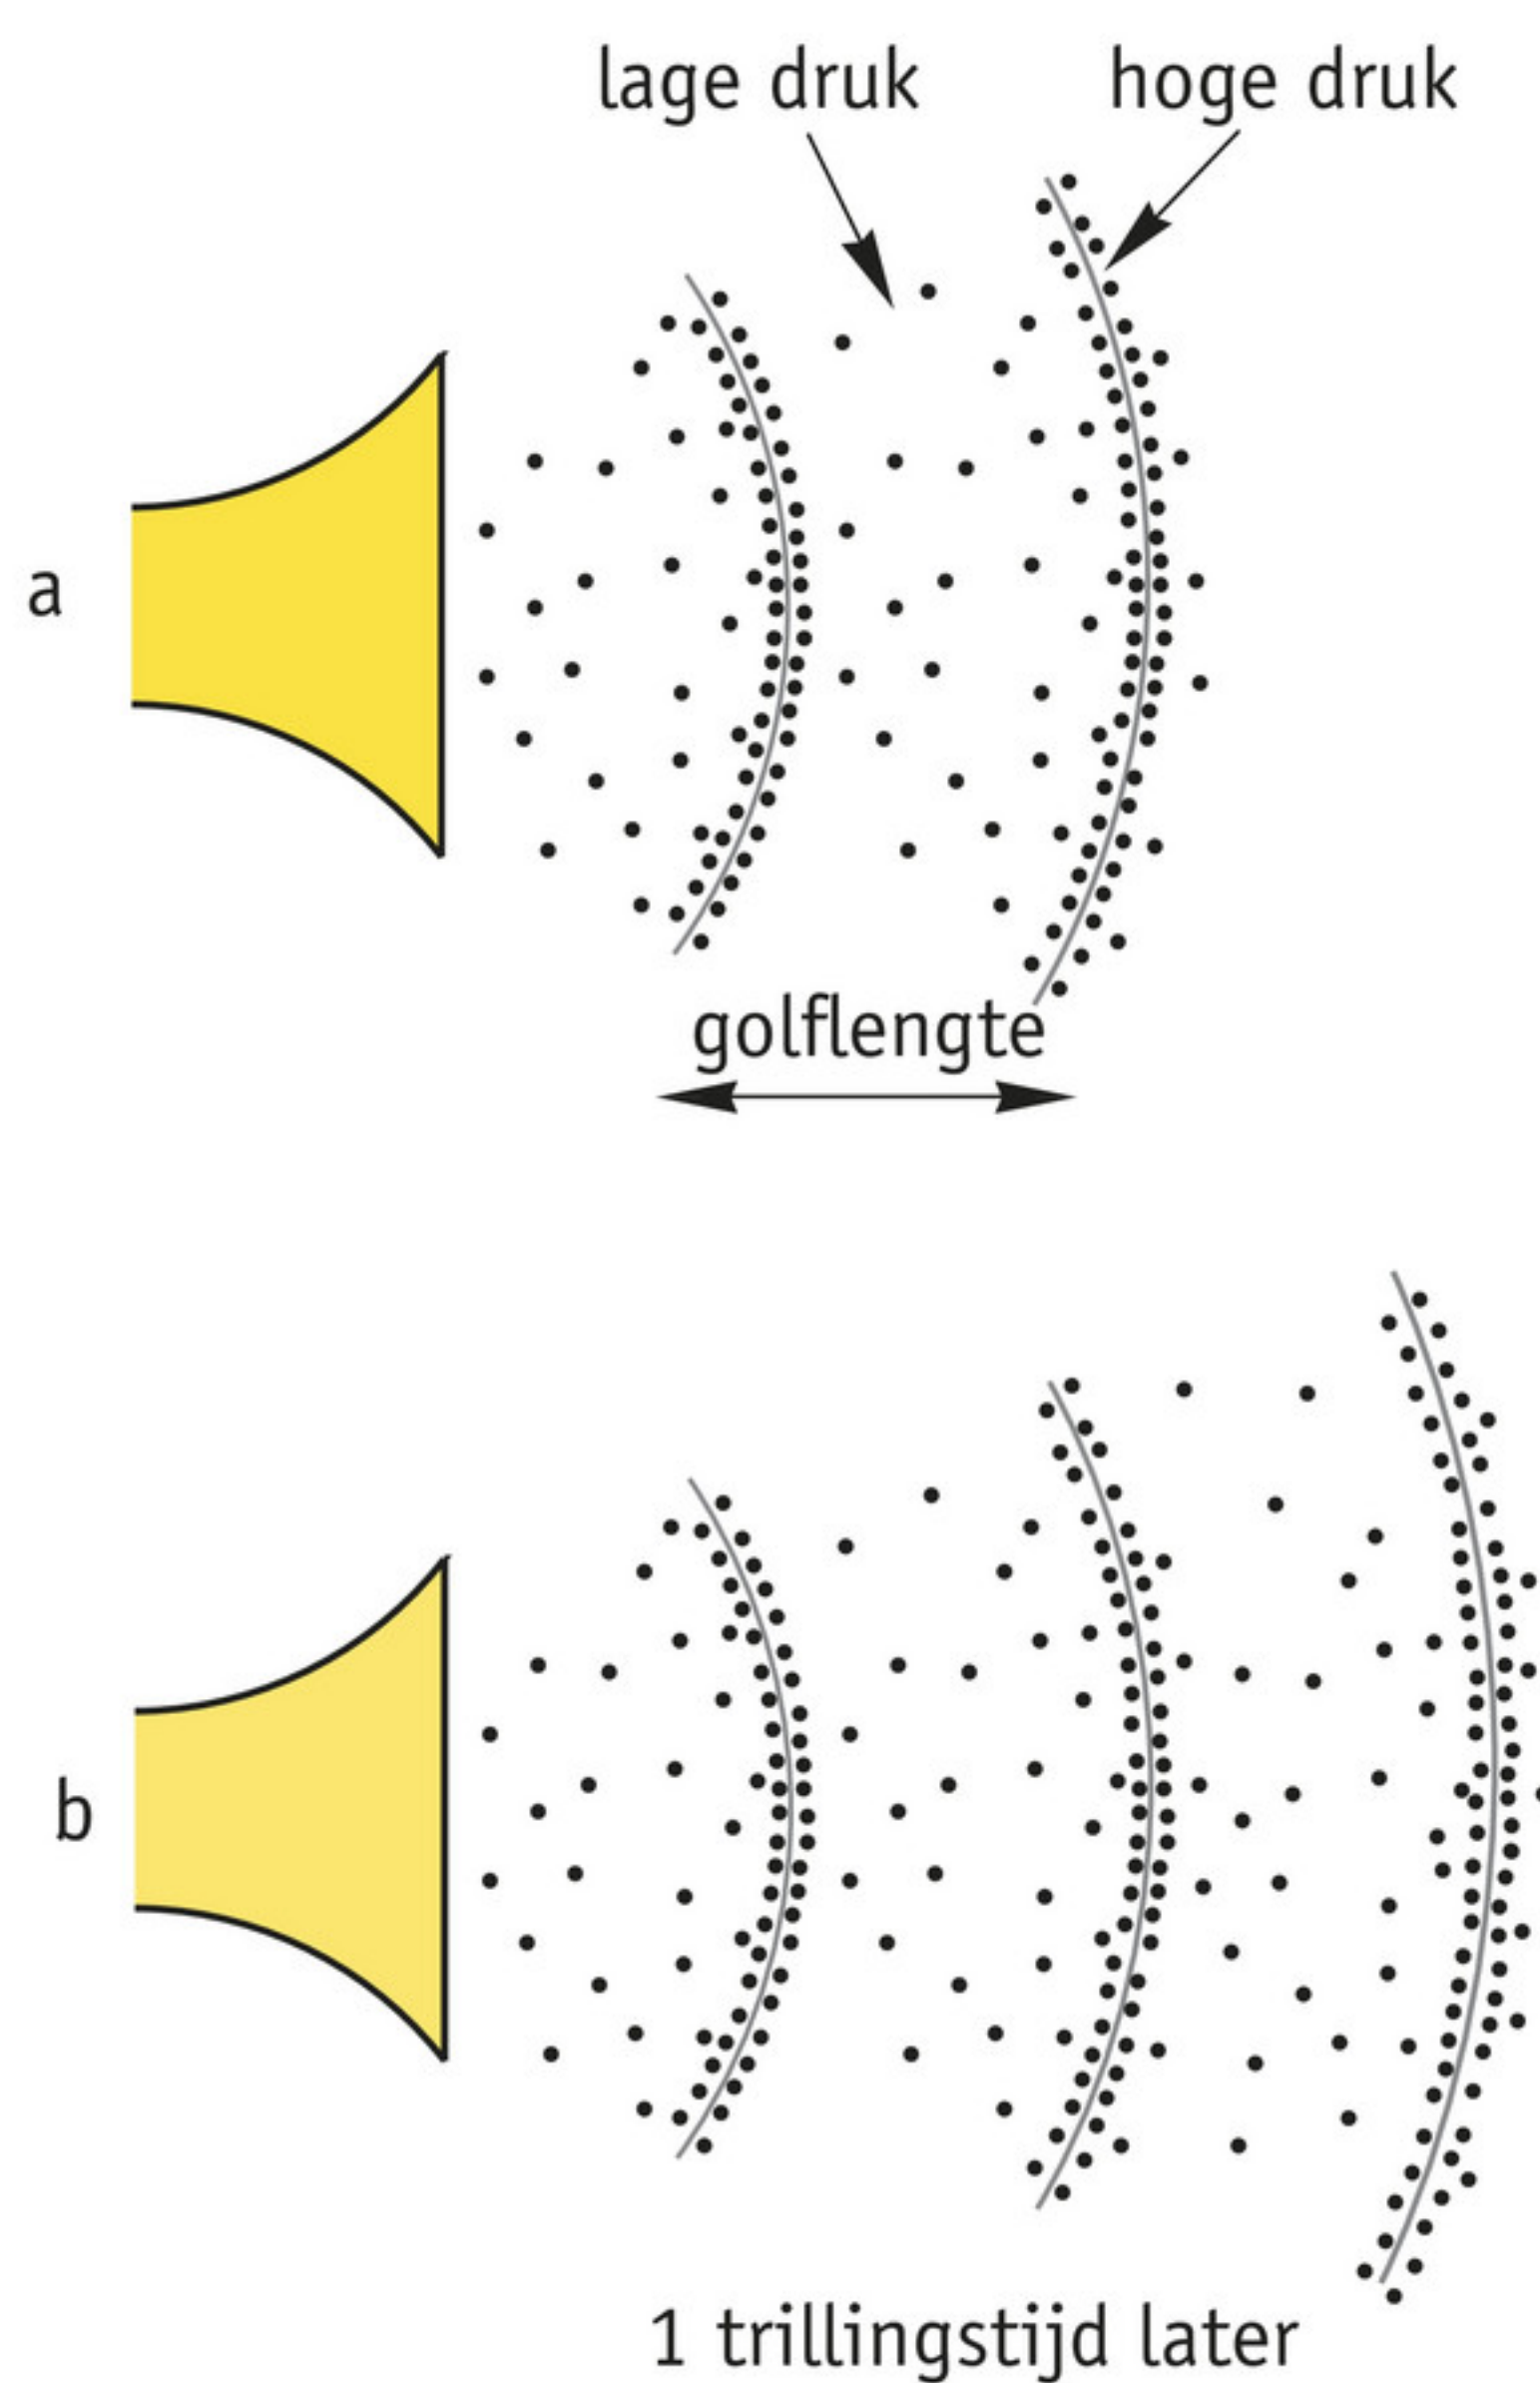 lage druk
hoge druk
a
golflengte
b
1 trillingstijd later